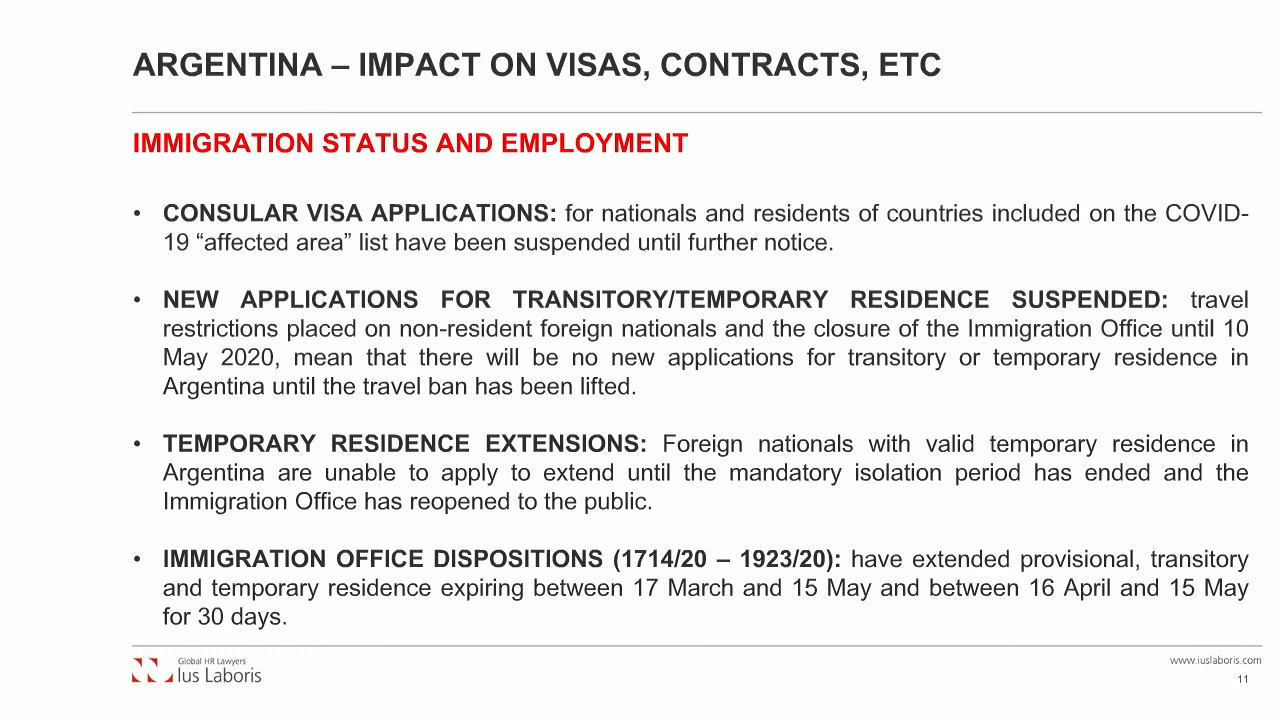 ARGENTINA – IMPACT ON VISAS, CONTRACTS, ETC
IMMIGRATION STATUS AND EMPLOYMENT
• CONSULAR VISA APPLICATIONS: for nationals and residents of countries included on the COVID-
19 “affected area” list have been suspended until further notice.
• NEW APPLICATIONS FOR TRANSITORY/TEMPORARY RESIDENCE SUSPENDED: travel
restrictions placed on non-resident foreign nationals and the closure of the Immigration Office until 10
May 2020, mean that there will be no new applications for transitory or temporary residence in
Argentina until the travel ban has been lifted.
• TEMPORARY RESIDENCE EXTENSIONS: Foreign nationals with valid temporary residence in
Argentina are unable to apply to extend until the mandatory isolation period has ended and the
Immigration Office has reopened to the public.
• IMMIGRATION OFFICE DISPOSITIONS (1714/20 – 1923/20): have extended provisional, transitory
and temporary residence expiring between 17 March and 15 May and between 16 April and 15 May
for 30 days.
Global HR Lawyers
Ius Laboris
www.iuslaboris.com
11